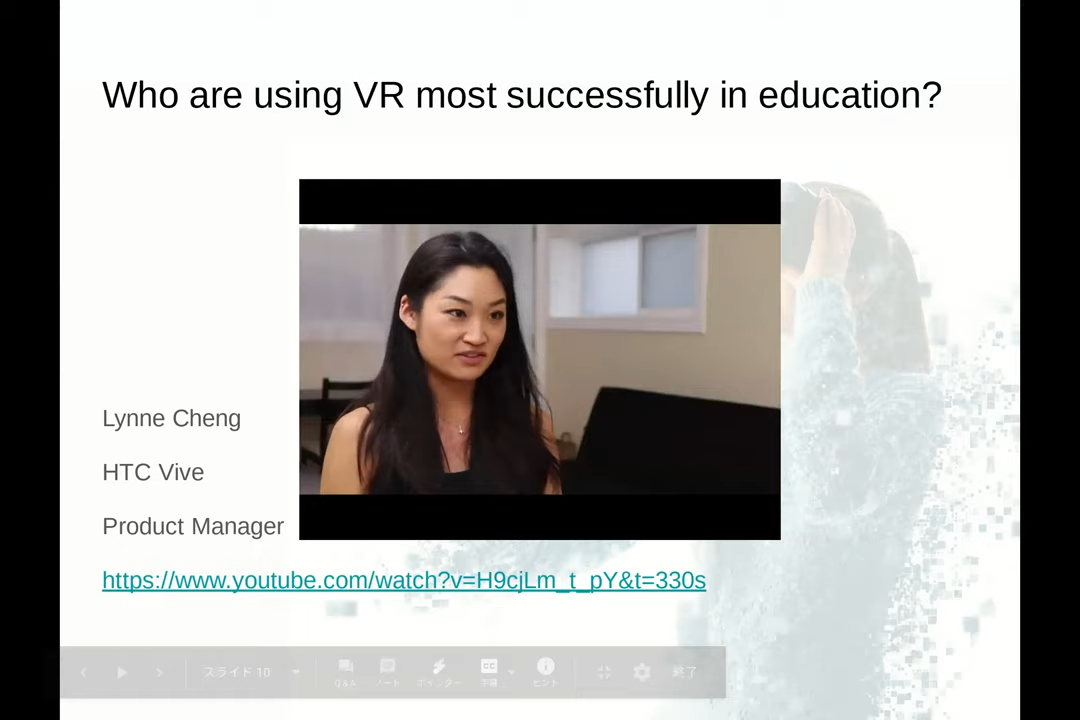 Who are using VR most successfully in education?
Lynne Cheng
HTC Vive
Product Manager
https://www.youtube.com/watch?v=H9cjLm_t_pY&t=330s
スライド 10
Q&A ノート ポインター CC 字幕 ヒント 終了